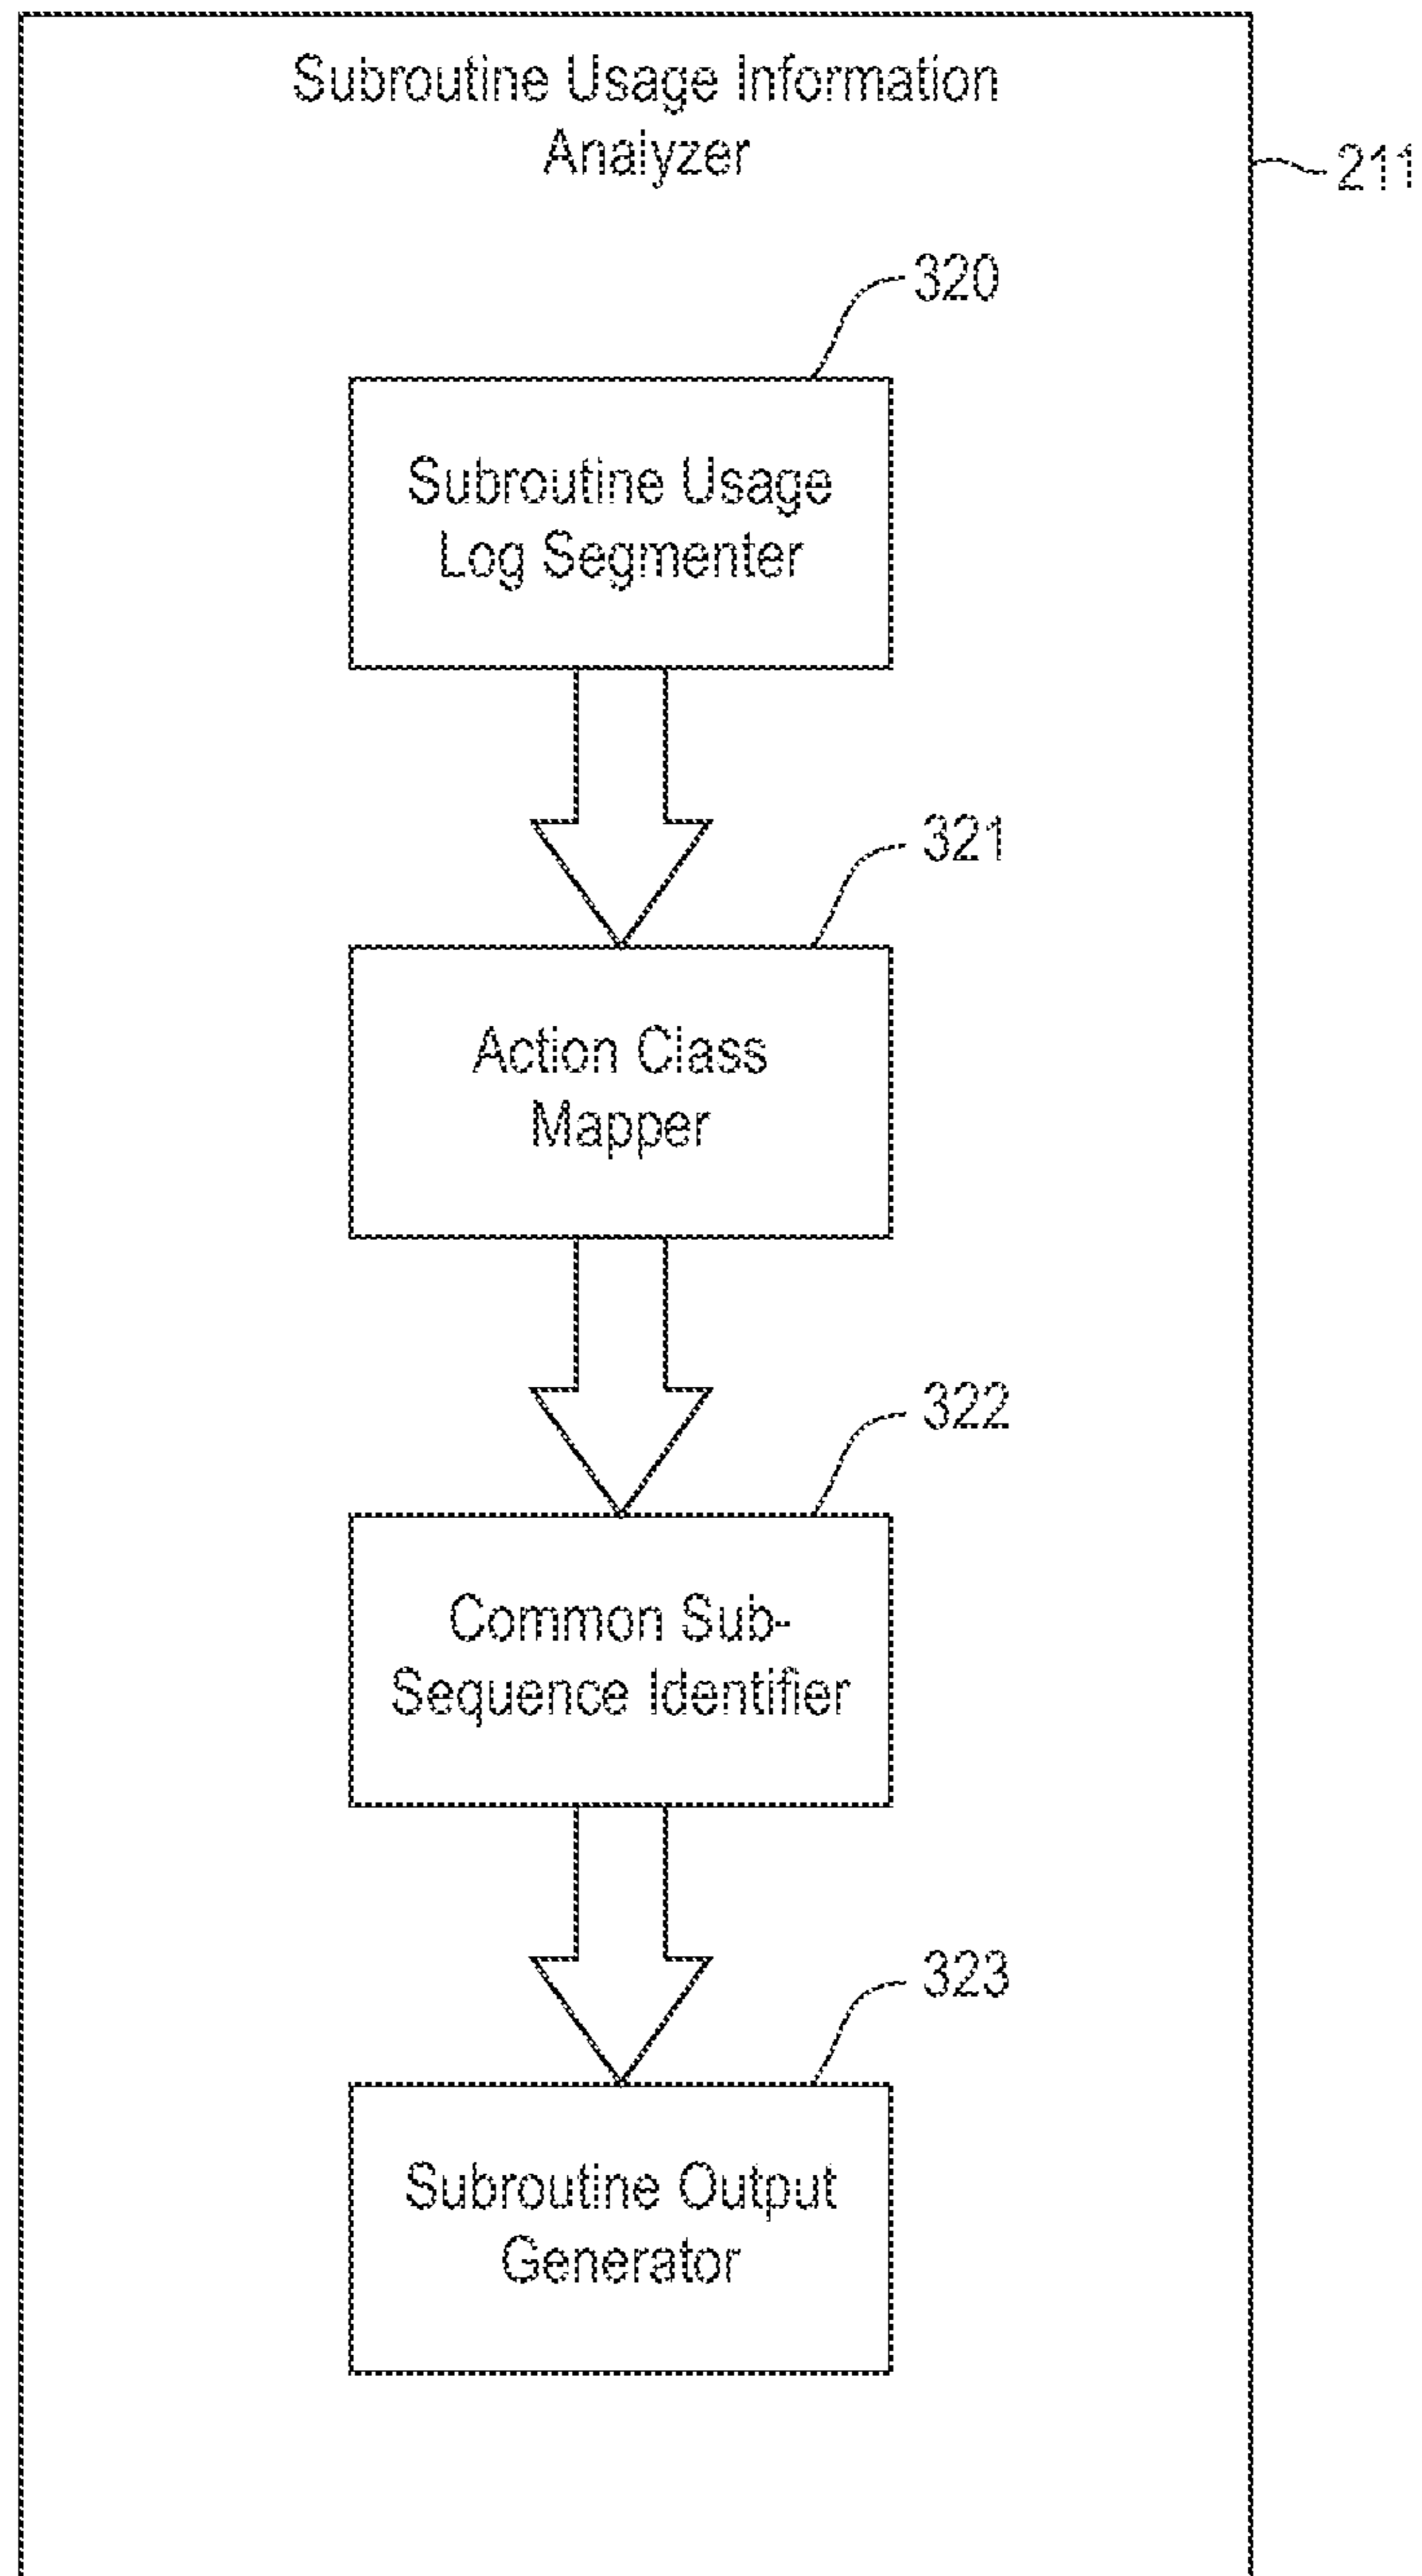 Subroutine Usage Information
Analyzer
211
320
Subroutine Usage
Log Segmenter
321
Action Class
Mapper
322
Common Sub-
Sequence Identifier
323
Subroutine Output
Generator